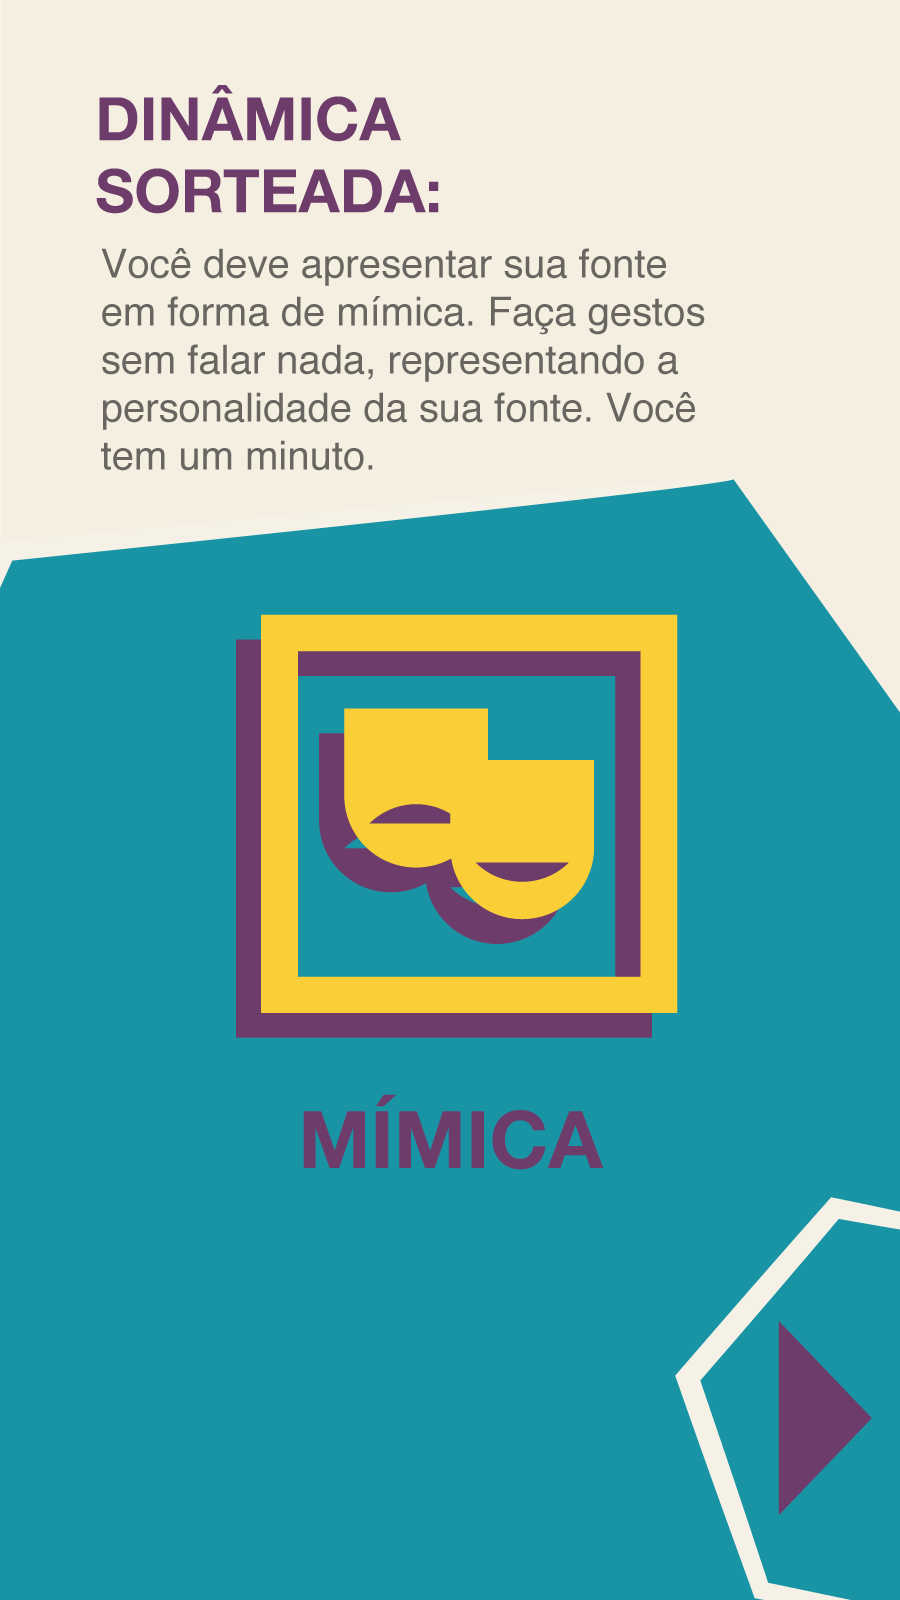 DINÂMICA
SORTEADA:
Você deve apresentar sua fonte
em forma de mímica. Faça gestos
sem falar nada, representando a
personalidade da sua fonte. Você
tem um minuto.
MÍMICA